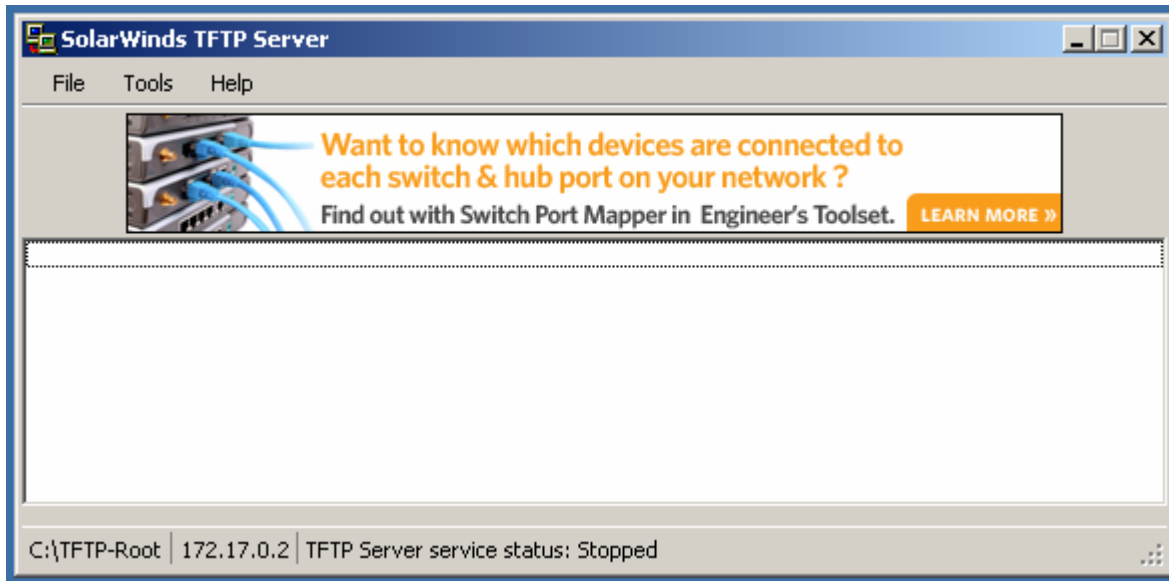 SolarWinds TFTP Server
File Tools Help
Want to know which devices are connected to
each switch & hub port on your network ?
Find out with Switch Port Mapper in Engineer's Toolset. LEARN MORE »
C:\TFTP-Root 172.17.0.2 TFTP Server service status: Stopped